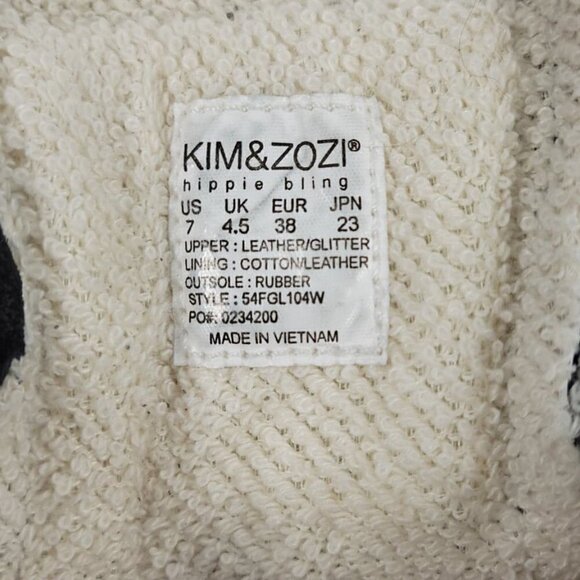 KIM&ZOZI®
hippie bling
US UK EUR JPN
7 4.5 38 23
UPPER : LEATHER/GLITTER
LINING : COTTON/LEATHER
OUTSOLE : RUBBER
STYLE : 54FGL104W
PO#: 0234200
MADE IN VIETNAM